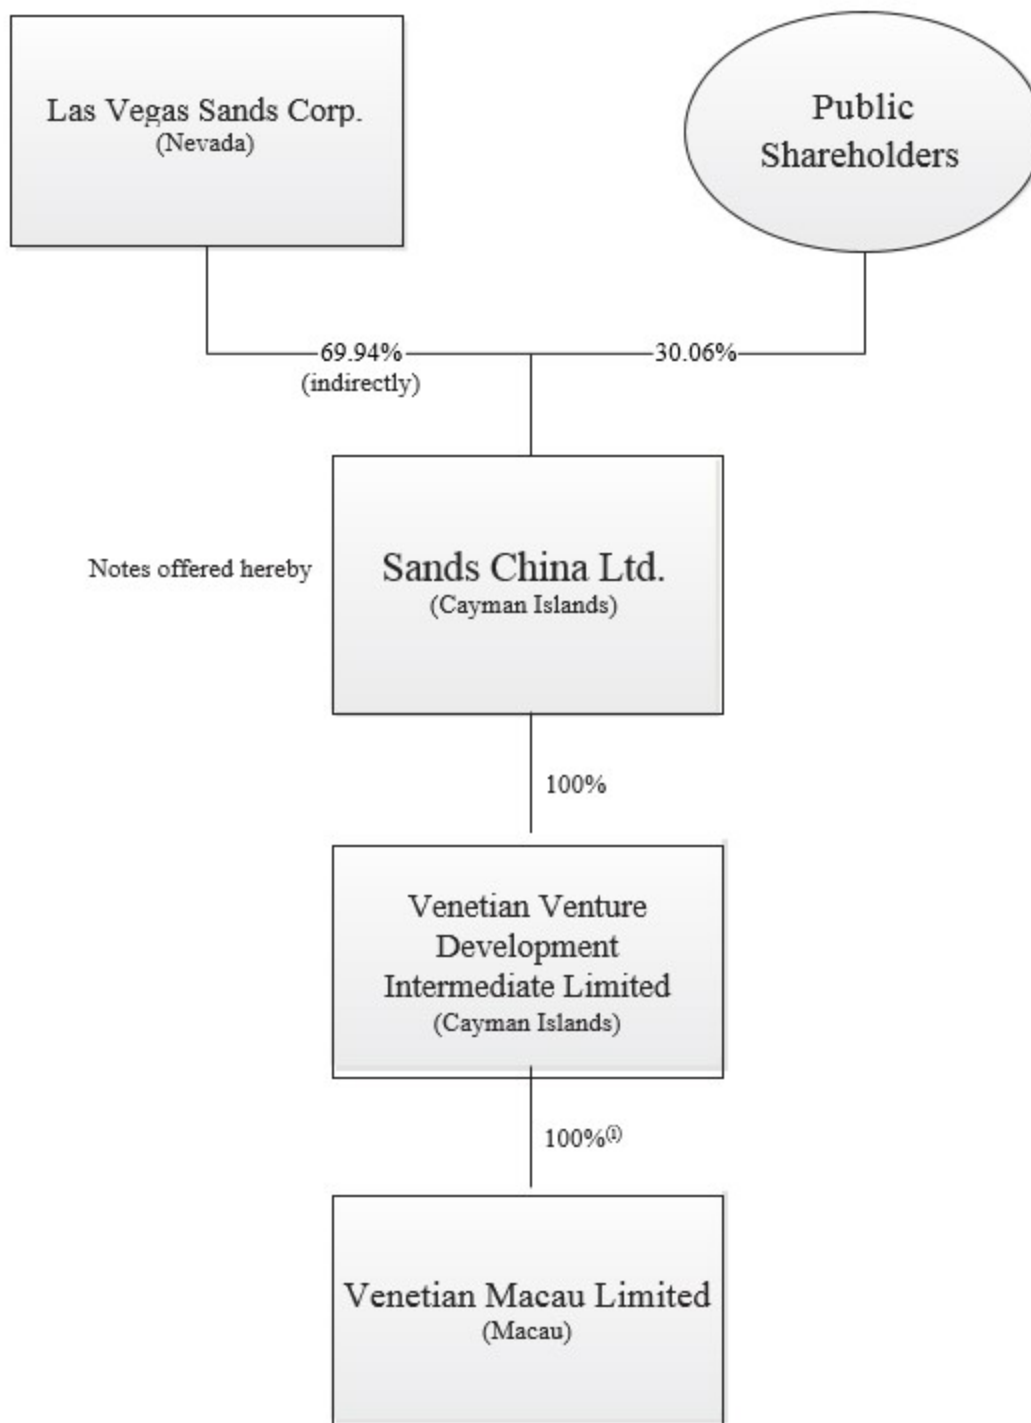 Las Vegas Sands Corp.
(Nevada)
Public
Shareholders
69.94%
(indirectly)
30.06%
Notes offered hereby
Sands China Ltd.
(Cayman Islands)
100%
Venetian Venture
Development
Intermediate Limited
(Cayman Islands)
100%⁽¹⁾
Venetian Macau Limited
(Macau)